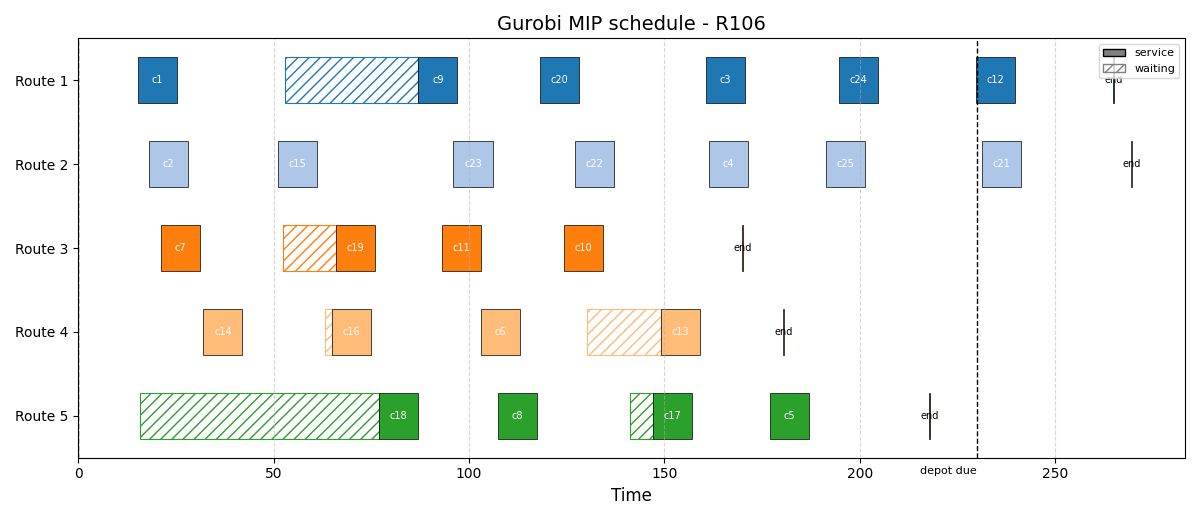 Gurobi MIP schedule - R106
service
waiting
Route 1
c1
c9
c20
c3
c24
c12
end
Route 2
c2
c15
c23
c22
c4
c25
c21
end
Route 3
c7
c19
c11
c10
end
Route 4
c14
c16
c6
c13
end
Route 5
c18
c8
c17
c5
end
0
50
100
150
200
250
depot due
Time